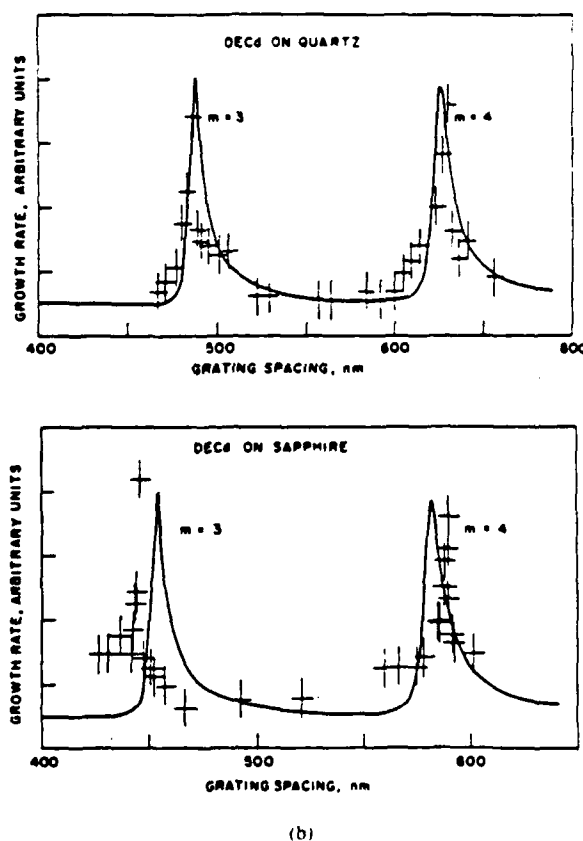 DECd ON QUARTZ
m = 3
m = 4
GROWTH RATE, ARBITRARY UNITS
400 500 600 800
GRATING SPACING, nm
DECd ON SAPPHIRE
m = 3
m = 4
GROWTH RATE, ARBITRARY UNITS
400 500 600
GRATING SPACING, nm
(b)